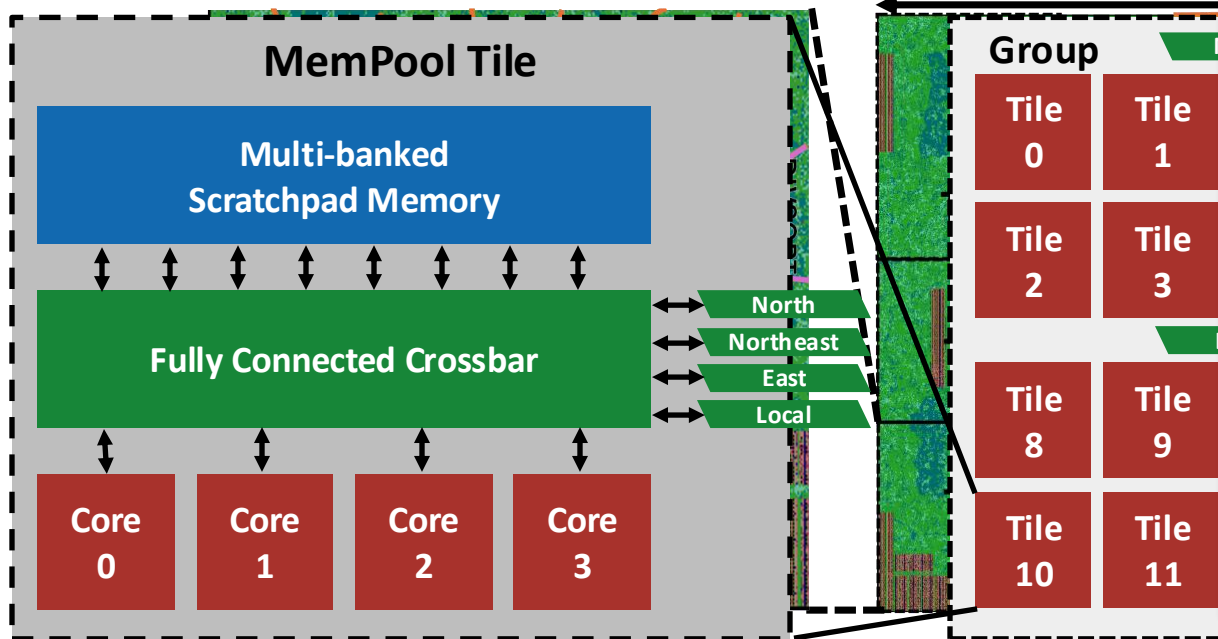 MemPool Tile
Multi-banked
Scratchpad Memory
Fully Connected Crossbar
North
Northeast
East
Local
Core
0
Core
1
Core
2
Core
3
Group
Tile
0
Tile
1
Tile
2
Tile
3
Tile
8
Tile
9
Tile
10
Tile
11